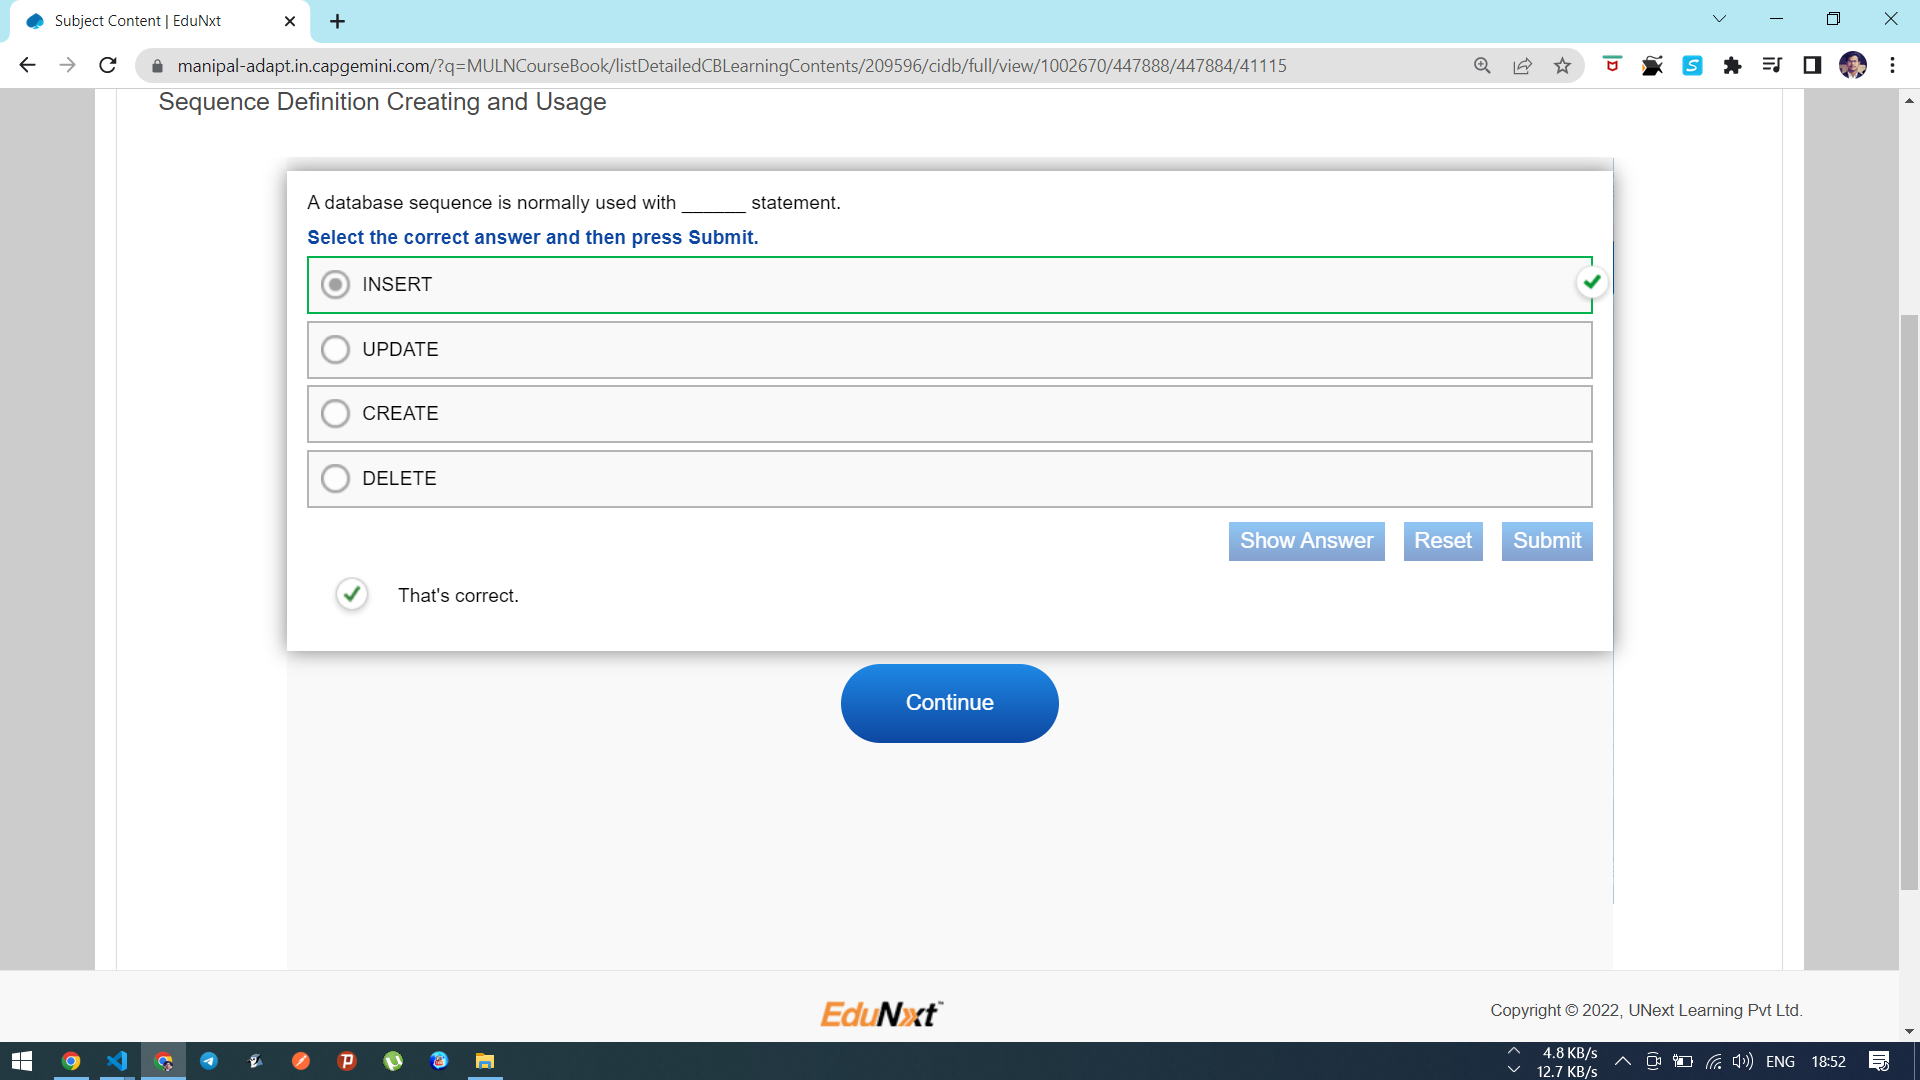 Subject Content | EduNxt
manipal-adapt.in.capgemini.com/?q=MULNCourseBook/listDetailedCBLearningContents/209596/cidb/full/view/1002670/447888/447884/41115
Sequence Definition Creating and Usage
A database sequence is normally used with ______ statement.
Select the correct answer and then press Submit.
INSERT
UPDATE
CREATE
DELETE
Show Answer Reset Submit
That's correct.
Continue
EduNxt
Copyright © 2022, UNext Learning Pvt Ltd.
4.8 KB/s
12.7 KB/s
ENG 18:52